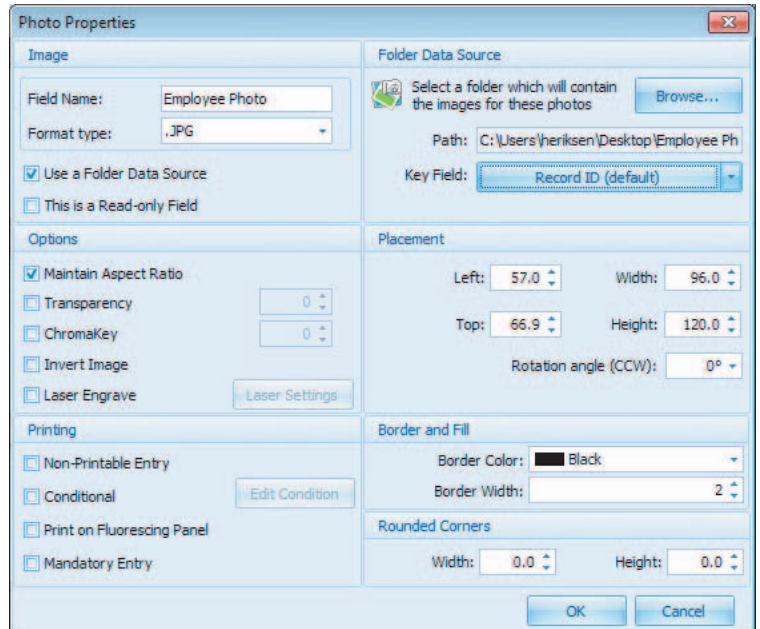 Photo Properties
Image
Field Name: Employee Photo
Format type: .JPG
Use a Folder Data Source
This is a Read-only Field
Folder Data Source
Select a folder which will contain
the images for these photos
Browse...
Path: C:\Users\heriksen\Desktop\Employee Ph
Key Field: Record ID (default)
Options
Maintain Aspect Ratio
Transparency 0
ChromaKey 0
Invert Image
Laser Engrave Laser Settings
Placement
Left: 57.0 Width: 96.0
Top: 66.9 Height: 120.0
Rotation angle (CCW): 0°
Printing
Non-Printable Entry
Conditional Edit Condition
Print on Fluorescing Panel
Mandatory Entry
Border and Fill
Border Color: Black
Border Width: 2
Rounded Corners
Width: 0.0 Height: 0.0
OK Cancel